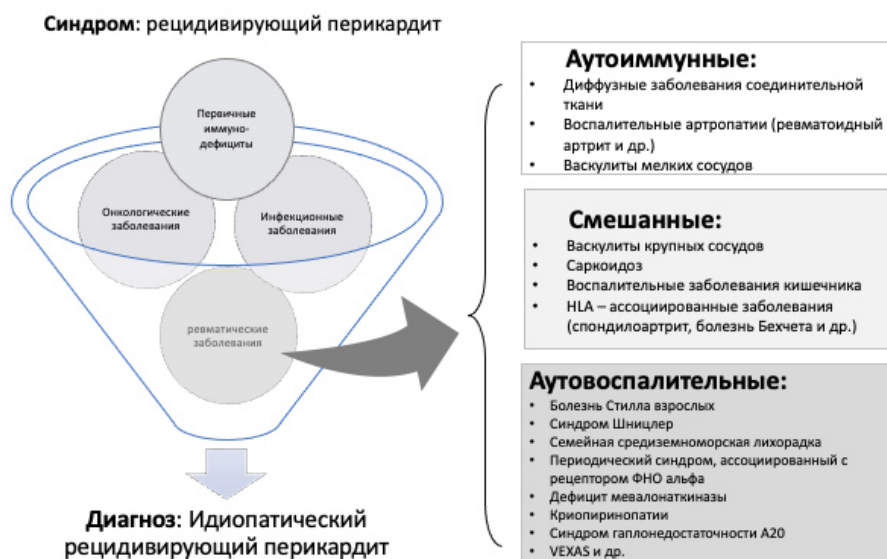 Синдром: рецидивирующий перикардит
Первичные
иммуно-
дефициты
Онкологические
заболевания
Инфекционные
заболевания
ревматические
заболевания
Диагноз: Идиопатический
рецидивирующий перикардит
Аутоиммунные:
• Диффузные заболевания соединительной
ткани
• Воспалительные артропатии (ревматоидный
артрит и др.)
• Васкулиты мелких сосудов
Смешанные:
• Васкулиты крупных сосудов
• Саркоидоз
• Воспалительные заболевания кишечника
• HLA – ассоциированные заболевания
(спондилоартрит, болезнь Бехчета и др.)
Аутовоспалительные:
• Болезнь Стилла взрослых
• Синдром Шницлер
• Семейная средиземноморская лихорадка
• Периодический синдром, ассоциированный с
рецептором ФНО альфа
• Дефицит мевалонаткиназы
• Криопиринопатии
• Синдром гаплонедостаточности А20
• VEXAS и др.